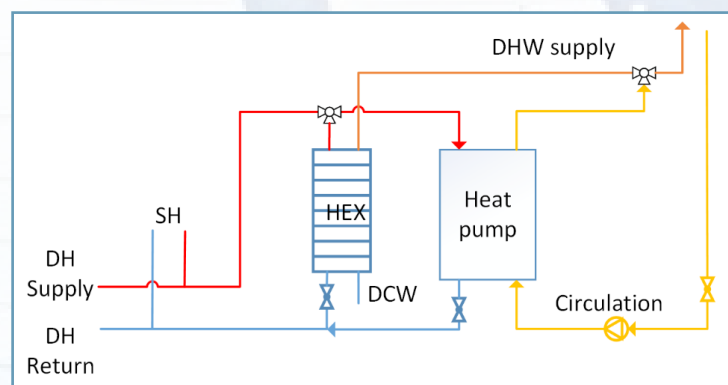 DHW supply
SH
HEX
Heat
pump
DH
Supply
DCW
Circulation
DH
Return